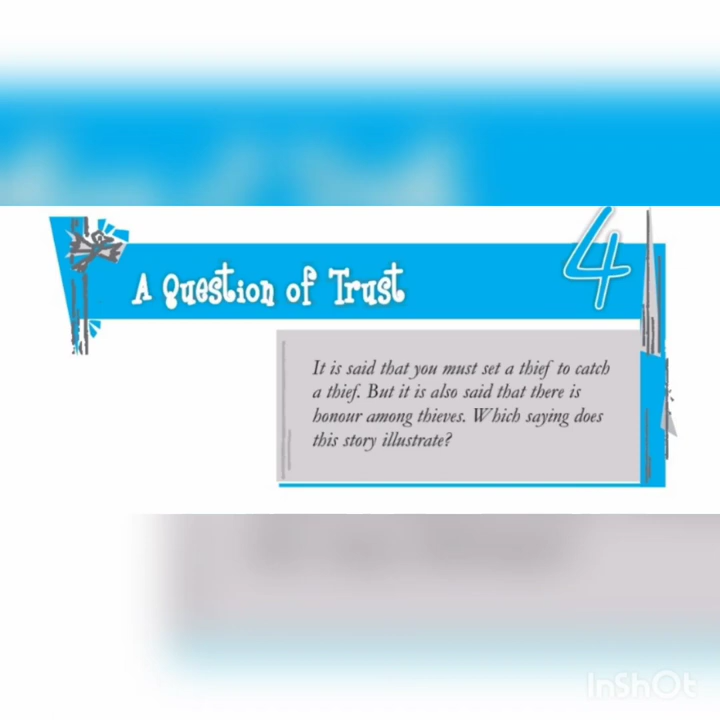 A Question of Trust
4
It is said that you must set a thief to catch
a thief. But it is also said that there is
honour among thieves. Which saying does
this story illustrate?
InShOt